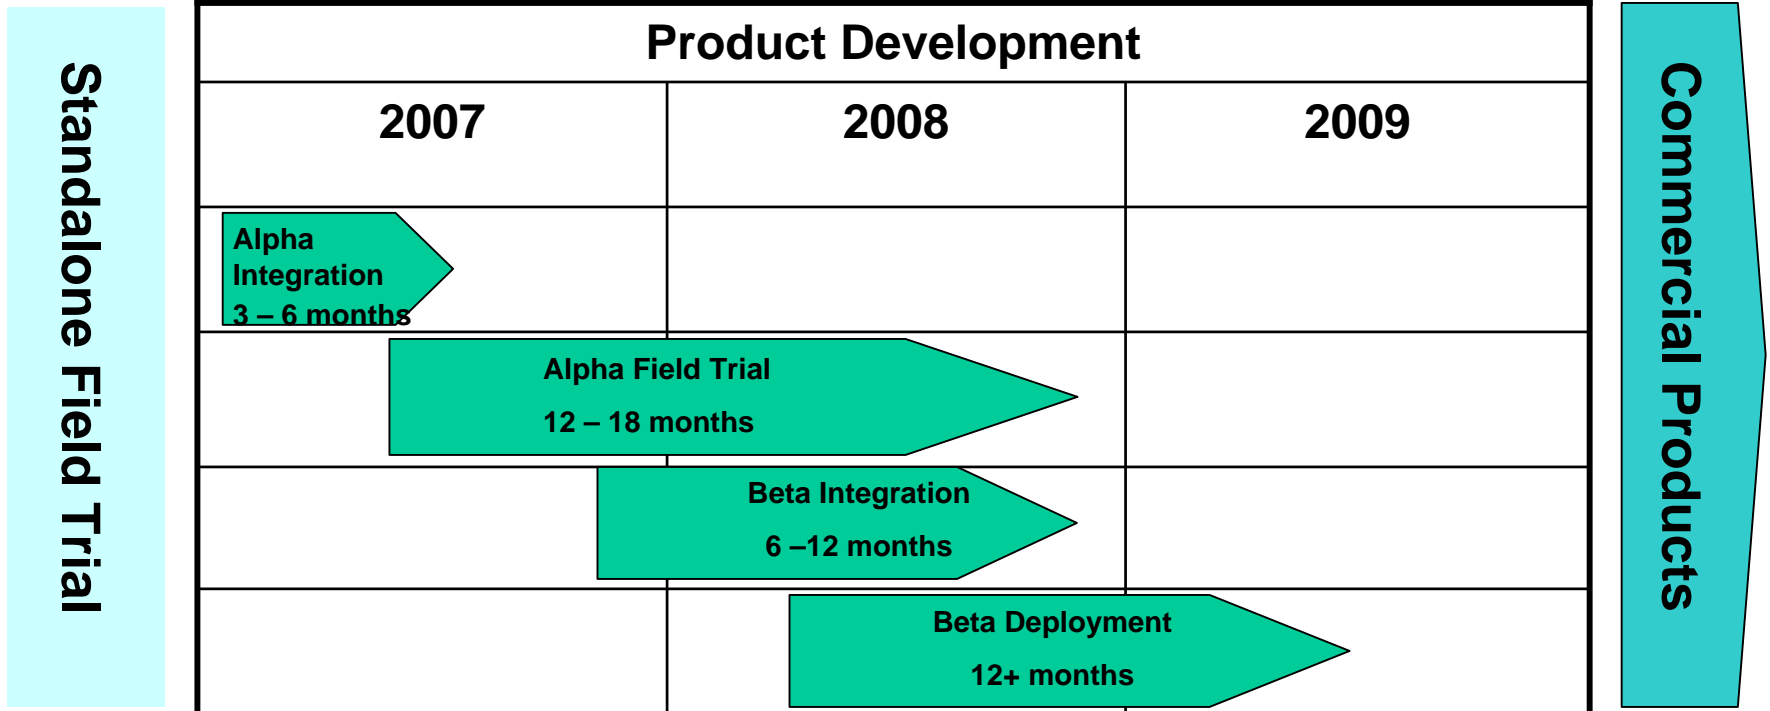 Standalone Field Trial
Product Development
2007
2008
2009
Alpha
Integration
3 – 6 months
Alpha Field Trial
12 – 18 months
Beta Integration
6 –12 months
Beta Deployment
12+ months
Commercial Products